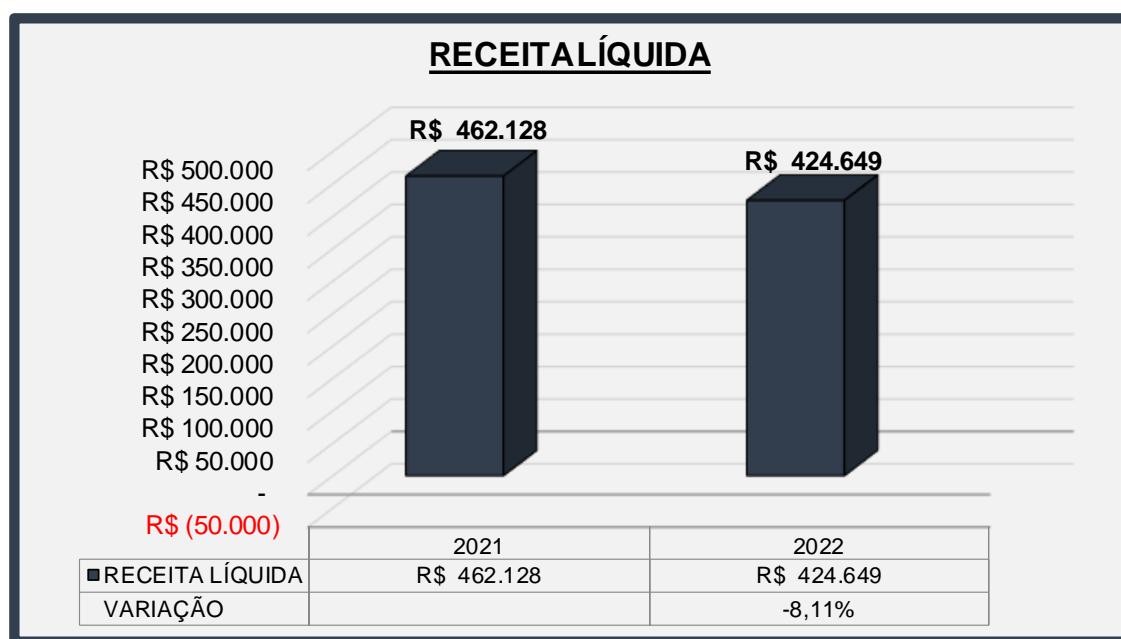 RECEITALÍQUIDA
R$ 462.128
R$ 424.649
R$ 500.000
R$ 450.000
R$ 400.000
R$ 350.000
R$ 300.000
R$ 250.000
R$ 200.000
R$ 150.000
R$ 100.000
R$ 50.000
-
R$ (50.000)
2021 2022
RECEITA LÍQUIDA R$ 462.128 R$ 424.649
VARIAÇÃO -8,11%